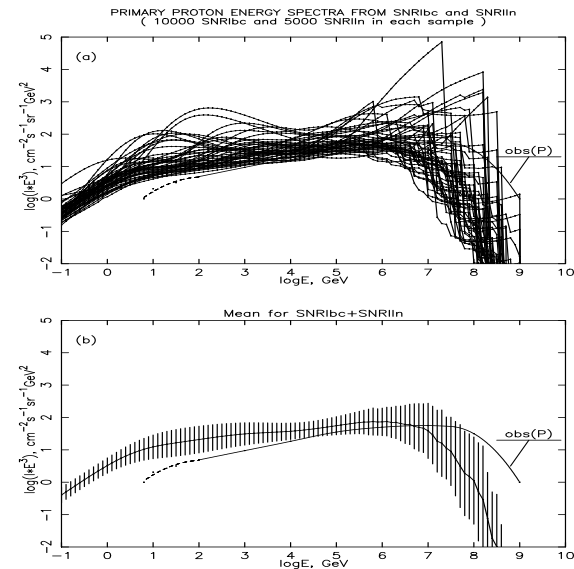 PRIMARY PROTON ENERGY SPECTRA FROM SNRIbc and SNRIIn
( 10000 SNRIbc and 5000 SNRIIn in each sample )
(a)
log(I∗E³), cm⁻²s⁻¹sr⁻¹GeV²
5
4
3
2
1
0
−1
−2
obs(P)
−1 0 1 2 3 4 5 6 7 8 9 10
logE, GeV
Mean for SNRIbc+SNRIIn
(b)
log(I∗E³), cm⁻²s⁻¹sr⁻¹GeV²
5
4
3
2
1
0
−1
−2
obs(P)
−1 0 1 2 3 4 5 6 7 8 9 10
logE, GeV